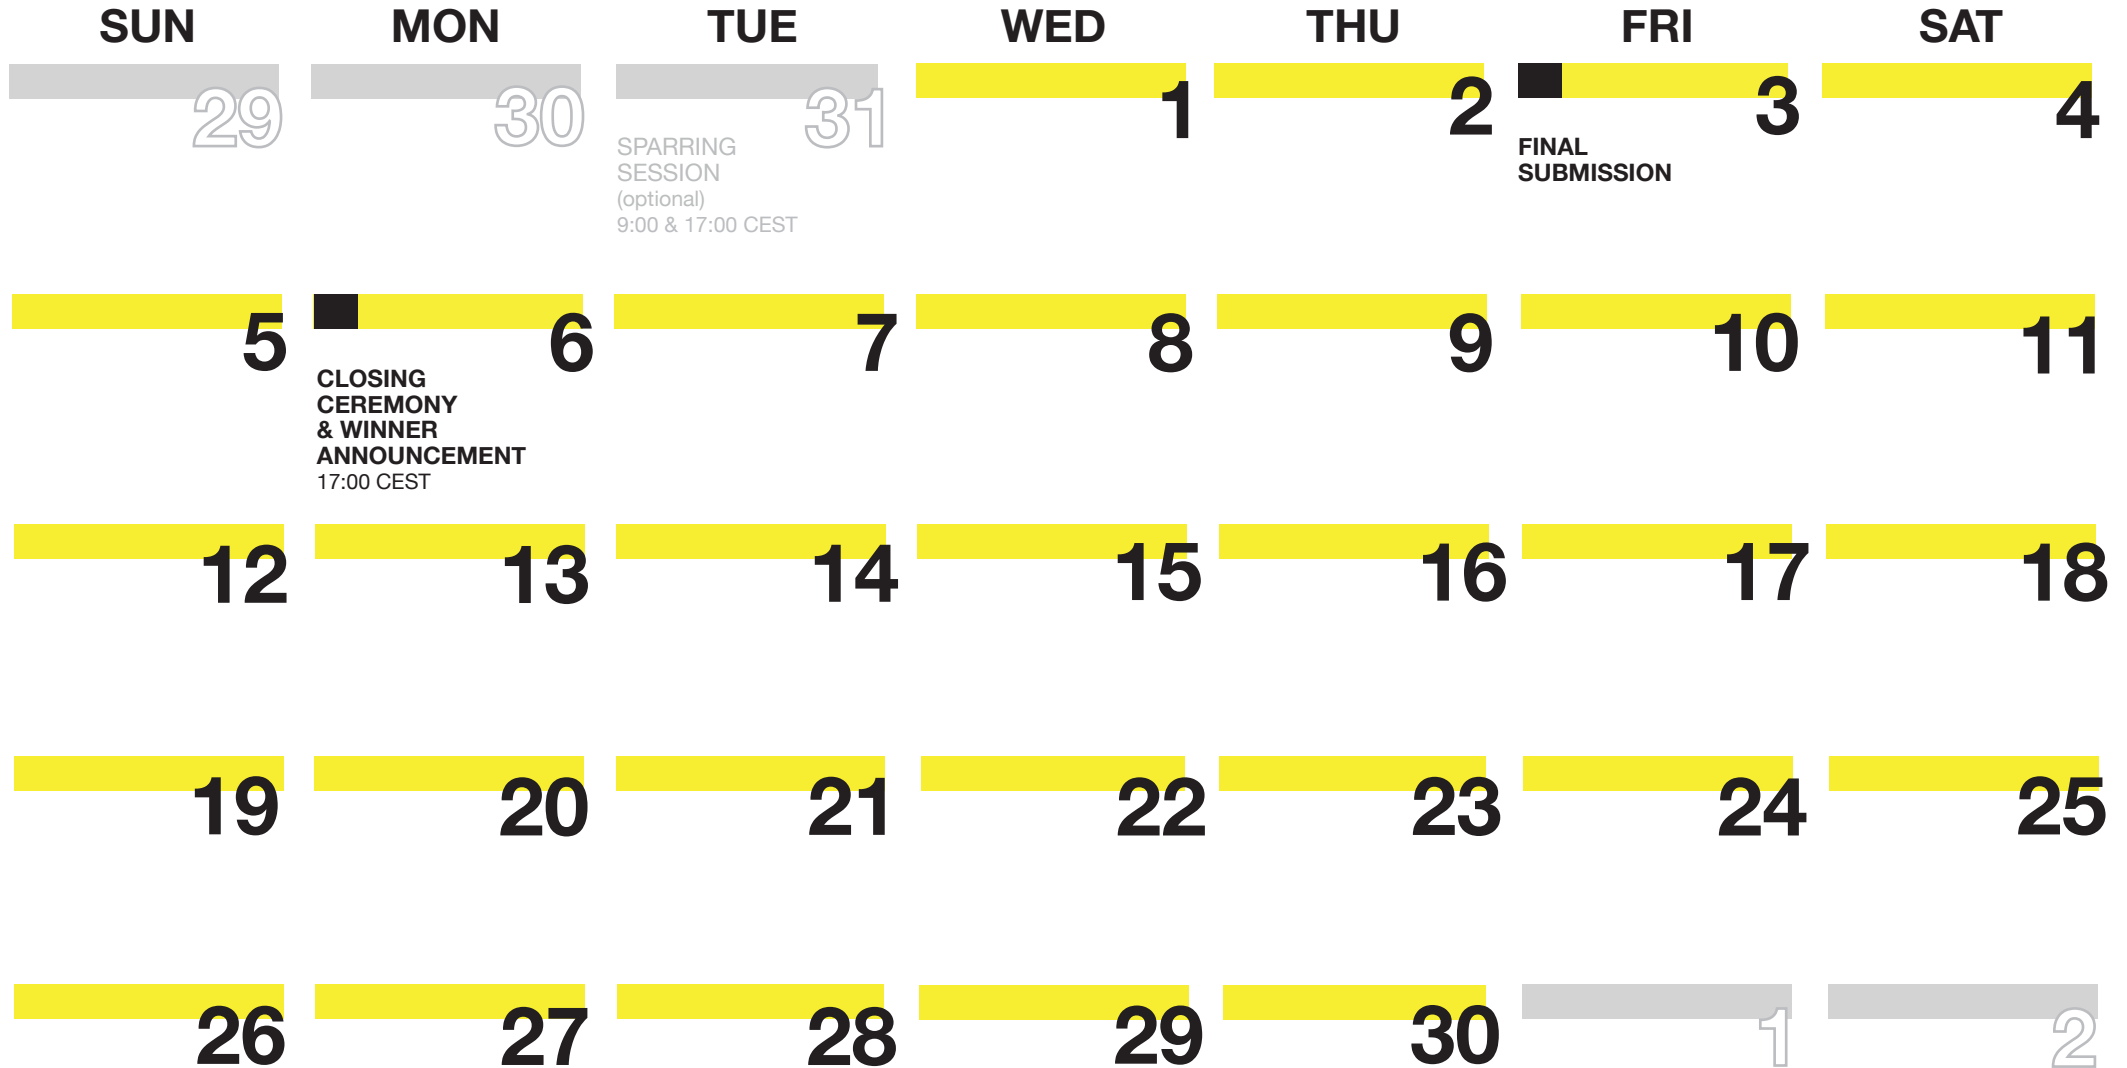 SUN MON TUE WED THU FRI SAT
29 30 31 1 2 3 4
SPARRING
SESSION
(optional)
9:00 & 17:00 CEST
FINAL
SUBMISSION
5 6 7 8 9 10 11
CLOSING
CEREMONY
& WINNER
ANNOUNCEMENT
17:00 CEST
12 13 14 15 16 17 18
19 20 21 22 23 24 25
26 27 28 29 30 1 2